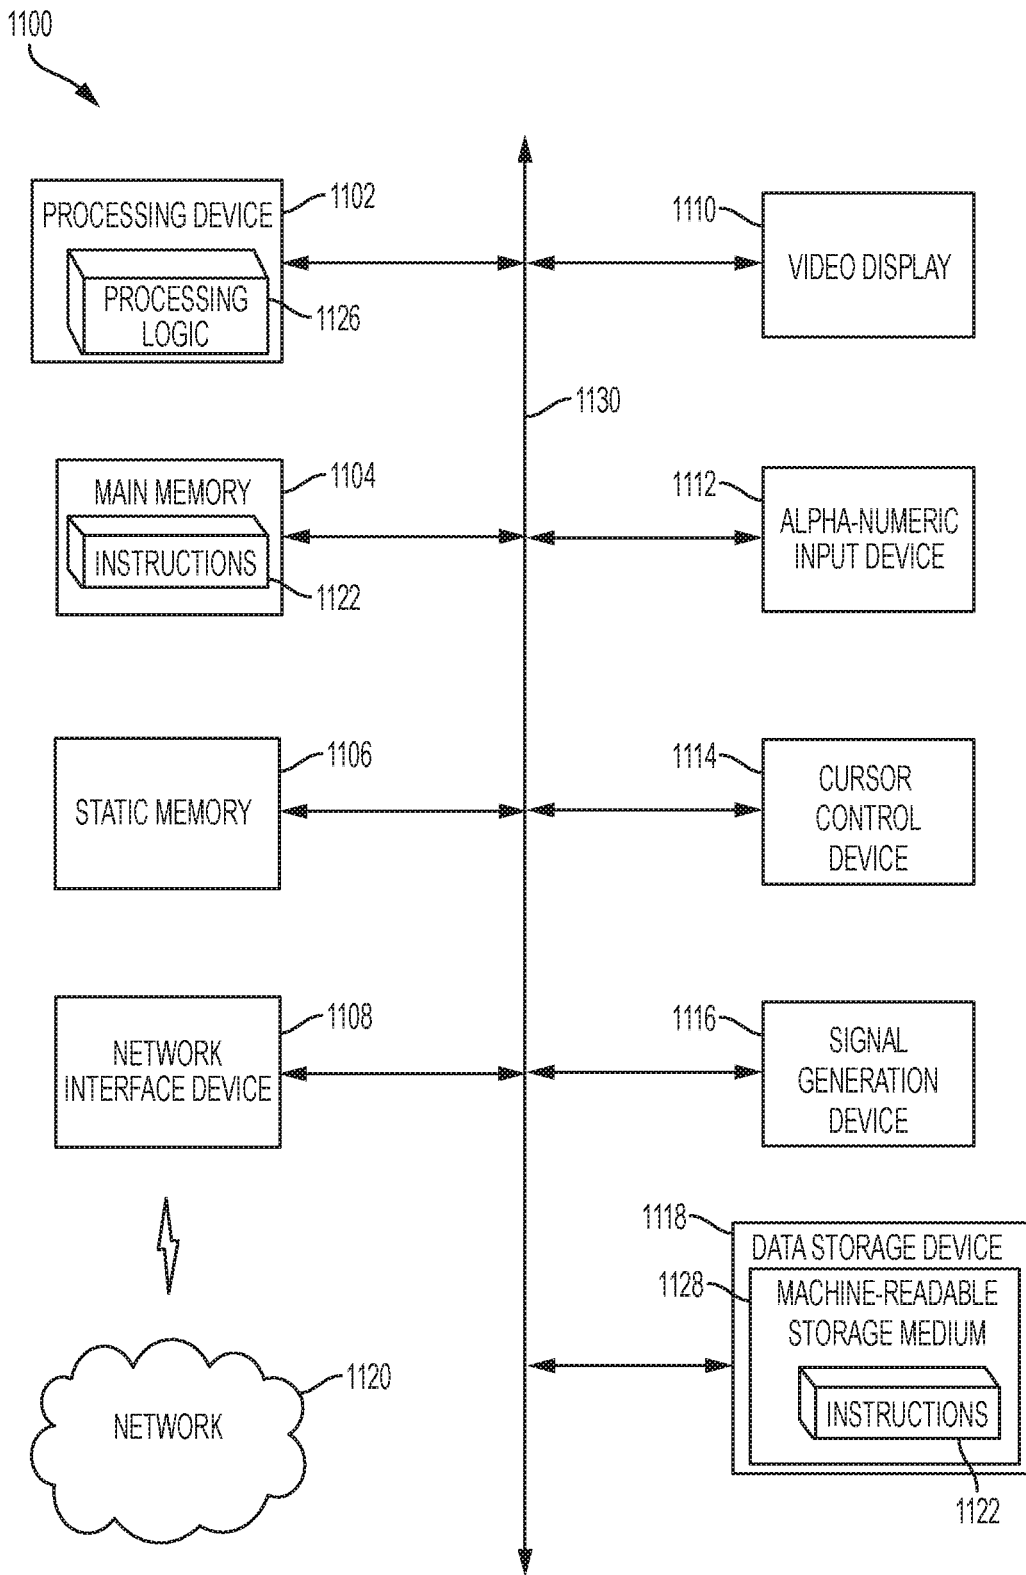 1100
PROCESSING DEVICE
1102
PROCESSING
LOGIC
1126
1110
VIDEO DISPLAY
1130
MAIN MEMORY
1104
INSTRUCTIONS
1122
1112
ALPHA-NUMERIC
INPUT DEVICE
STATIC MEMORY
1106
1114
CURSOR
CONTROL
DEVICE
NETWORK
INTERFACE DEVICE
1108
1116
SIGNAL
GENERATION
DEVICE
1118
DATA STORAGE DEVICE
1128
MACHINE-READABLE
STORAGE MEDIUM
INSTRUCTIONS
1122
NETWORK
1120